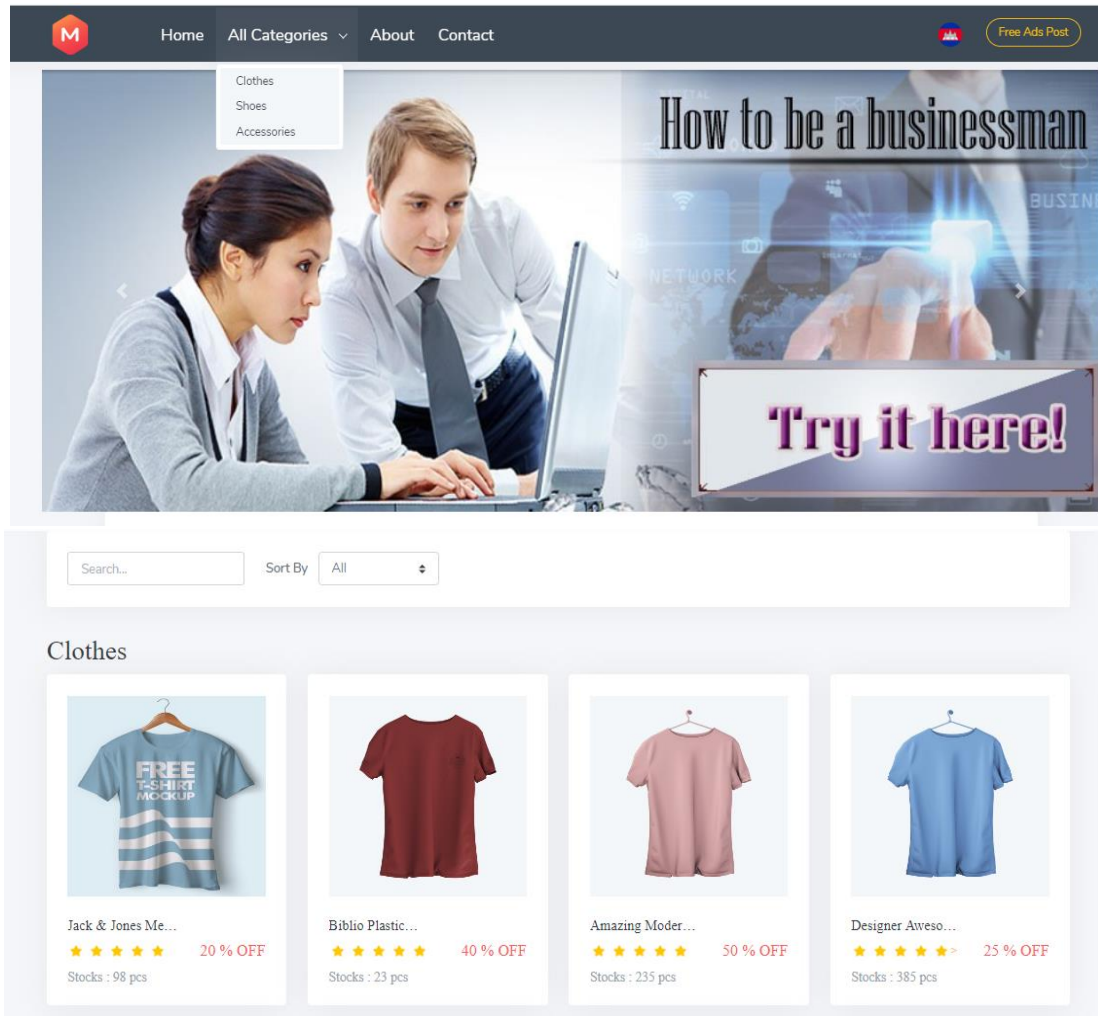 M
Home All Categories About Contact
Free Ads Post
Clothes
Shoes
Accessories
How to be a businessman
BUSIN
NETWORK
Try it here!
Search...
Sort By All
Clothes
FREE
T-SHIRT
MOCKUP
Jack & Jones Me...
20 % OFF
Stocks : 98 pcs
Biblio Plastic...
40 % OFF
Stocks : 23 pcs
Amazing Moder...
50 % OFF
Stocks : 235 pcs
Designer Aweso...
> 25 % OFF
Stocks : 385 pcs